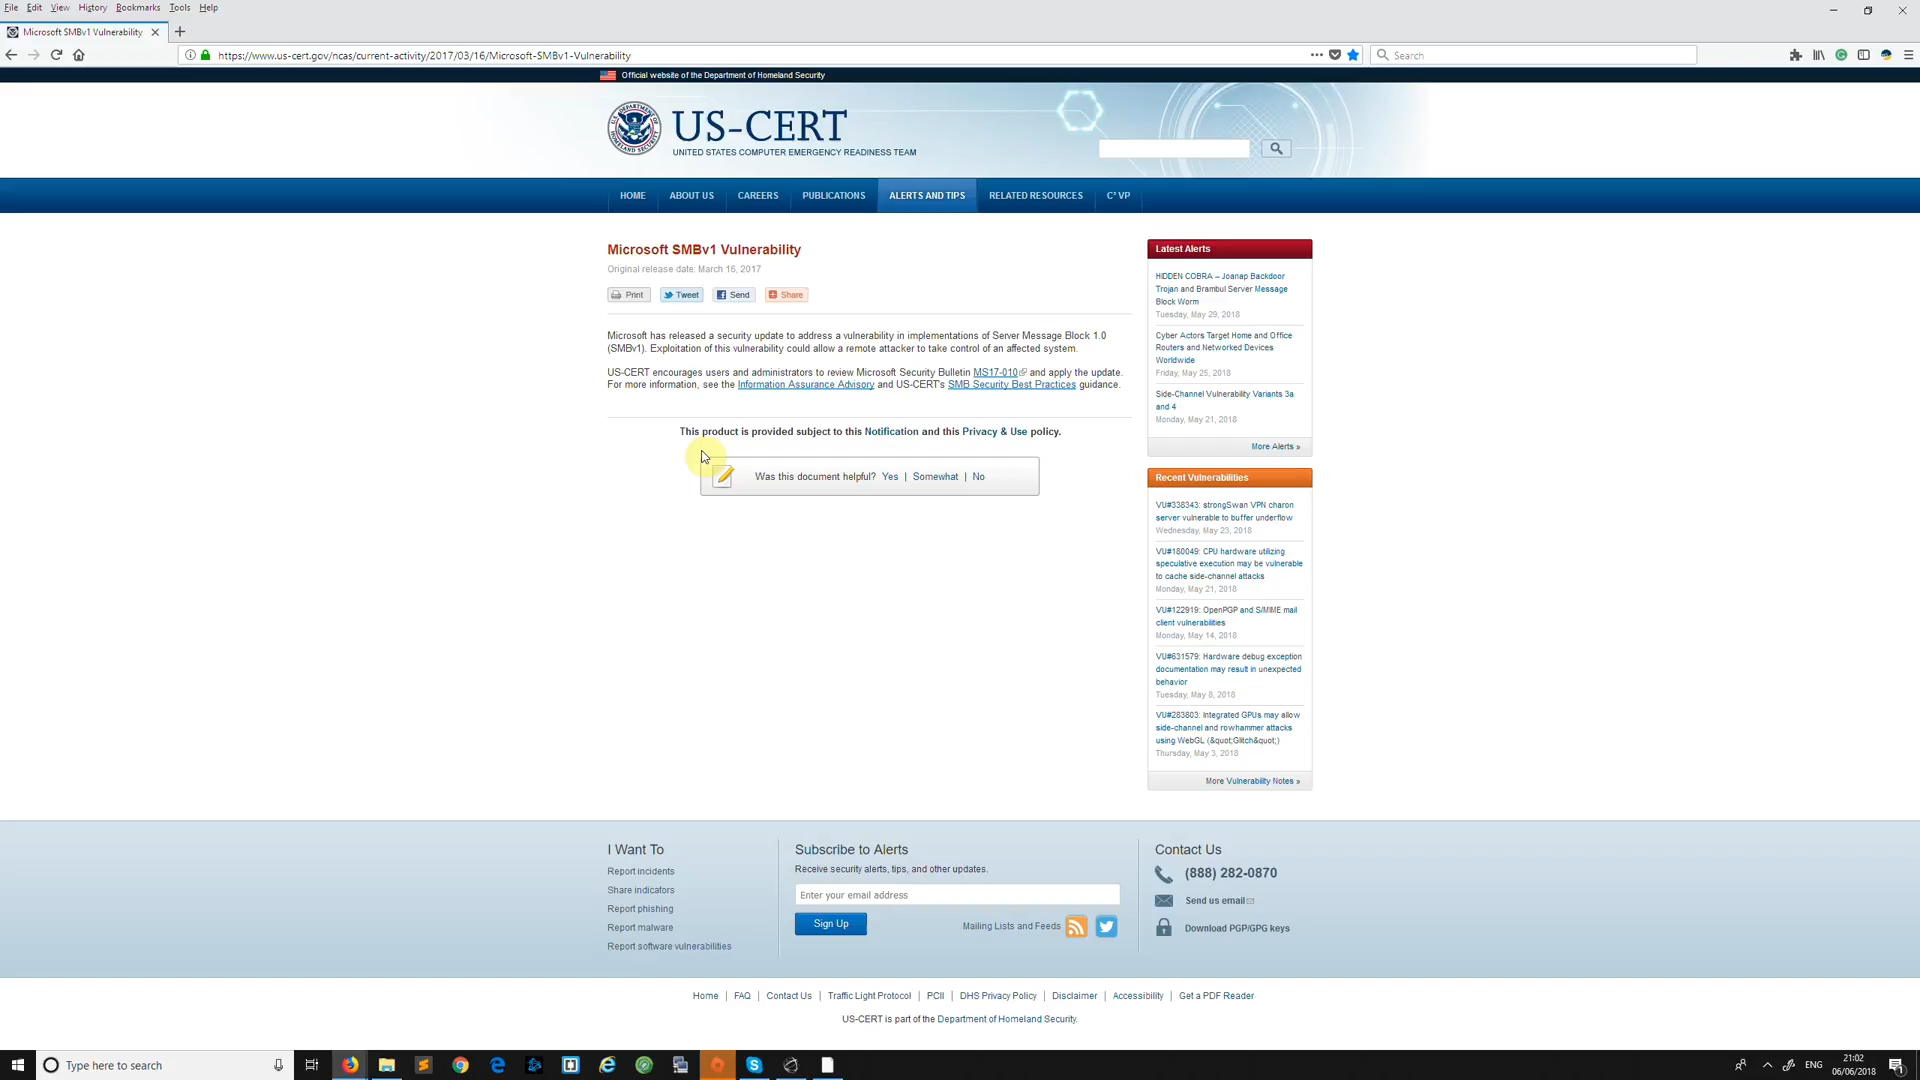 File Edit View History Bookmarks Tools Help
Microsoft SMBv1 Vulnerability
https://www.us-cert.gov/ncas/current-activity/2017/03/16/Microsoft-SMBv1-Vulnerability
Search
Official website of the Department of Homeland Security
US-CERT
UNITED STATES COMPUTER EMERGENCY READINESS TEAM
HOME ABOUT US CAREERS PUBLICATIONS ALERTS AND TIPS RELATED RESOURCES C³ VP
Microsoft SMBv1 Vulnerability
Original release date: March 16, 2017
Print Tweet Send Share
Microsoft has released a security update to address a vulnerability in implementations of Server Message Block 1.0
(SMBv1). Exploitation of this vulnerability could allow a remote attacker to take control of an affected system.
US-CERT encourages users and administrators to review Microsoft Security Bulletin MS17-010 and apply the update.
For more information, see the Information Assurance Advisory and US-CERT's SMB Security Best Practices guidance.
This product is provided subject to this Notification and this Privacy & Use policy.
Was this document helpful? Yes | Somewhat | No
Latest Alerts
HIDDEN COBRA – Joanap Backdoor
Trojan and Brambul Server Message
Block Worm
Tuesday, May 29, 2018
Cyber Actors Target Home and Office
Routers and Networked Devices
Worldwide
Friday, May 25, 2018
Side-Channel Vulnerability Variants 3a
and 4
Monday, May 21, 2018
More Alerts »
Recent Vulnerabilities
VU#338343: strongSwan VPN charon
server vulnerable to buffer underflow
Wednesday, May 23, 2018
VU#180049: CPU hardware utilizing
speculative execution may be vulnerable
to cache side-channel attacks
Monday, May 21, 2018
VU#122919: OpenPGP and S/MIME mail
client vulnerabilities
Monday, May 14, 2018
VU#631579: Hardware debug exception
documentation may result in unexpected
behavior
Tuesday, May 8, 2018
VU#283803: Integrated GPUs may allow
side-channel and rowhammer attacks
using WebGL (&quot;Glitch&quot;)
Thursday, May 3, 2018
More Vulnerability Notes »
I Want To
Report incidents
Share indicators
Report phishing
Report malware
Report software vulnerabilities
Subscribe to Alerts
Receive security alerts, tips, and other updates.
Enter your email address
Sign Up
Mailing Lists and Feeds
Contact Us
(888) 282-0870
Send us email
Download PGP/GPG keys
Home | FAQ | Contact Us | Traffic Light Protocol | PCII | DHS Privacy Policy | Disclaimer | Accessibility | Get a PDF Reader
US-CERT is part of the Department of Homeland Security.
Type here to search
ENG
21:02
06/06/2018